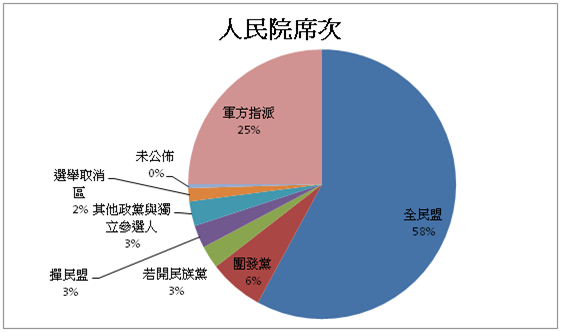 人民院席次
軍方指派
25%
未公佈
0%
選舉取消
區
2%
其他政黨與獨
立參選人
3%
撣民盟
3%
若開民族黨
3%
團發黨
6%
全民盟
58%